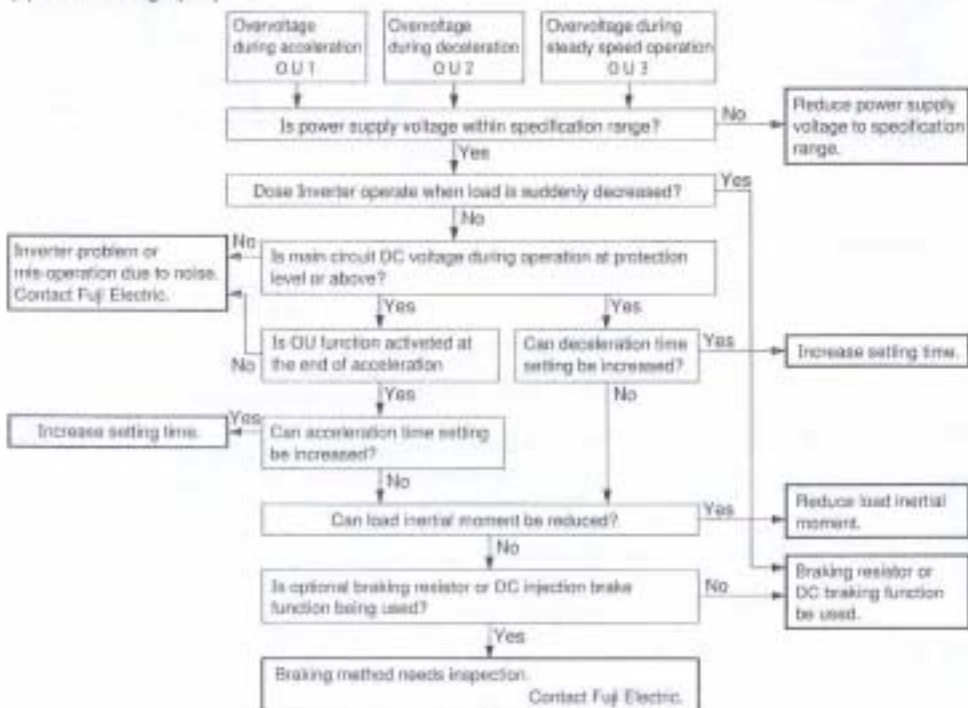 Overvoltage
during acceleration
O U 1
Overvoltage
during deceleration
O U 2
Overvoltage during
steady speed operation
O U 3
Is power supply voltage within specification range?
No
Reduce power supply
voltage to specification
range.
Yes
Dose Inverter operate when load is suddenly decreased?
Yes
No
Inverter problem or
mis-operation due to noise.
Contact Fuji Electric.
No
Is main circuit DC voltage during operation at protection
level or above?
Yes
Yes
No
Is OU function activeted at
the end of acceleration
Can deceleration time
setting be increased?
Yes
Increase setting time.
Yes
No
Increase setting time.
Yes
Can acceleration time setting
be increased?
No
Can load inertial moment be reduced?
Yes
Reduce load inertial
moment.
No
Is optional braking resistor or DC injection brake
function being used?
No
Braking resistor or
DC braking function
be used.
Yes
Braking method needs inspection.
Contact Fuji Electric.